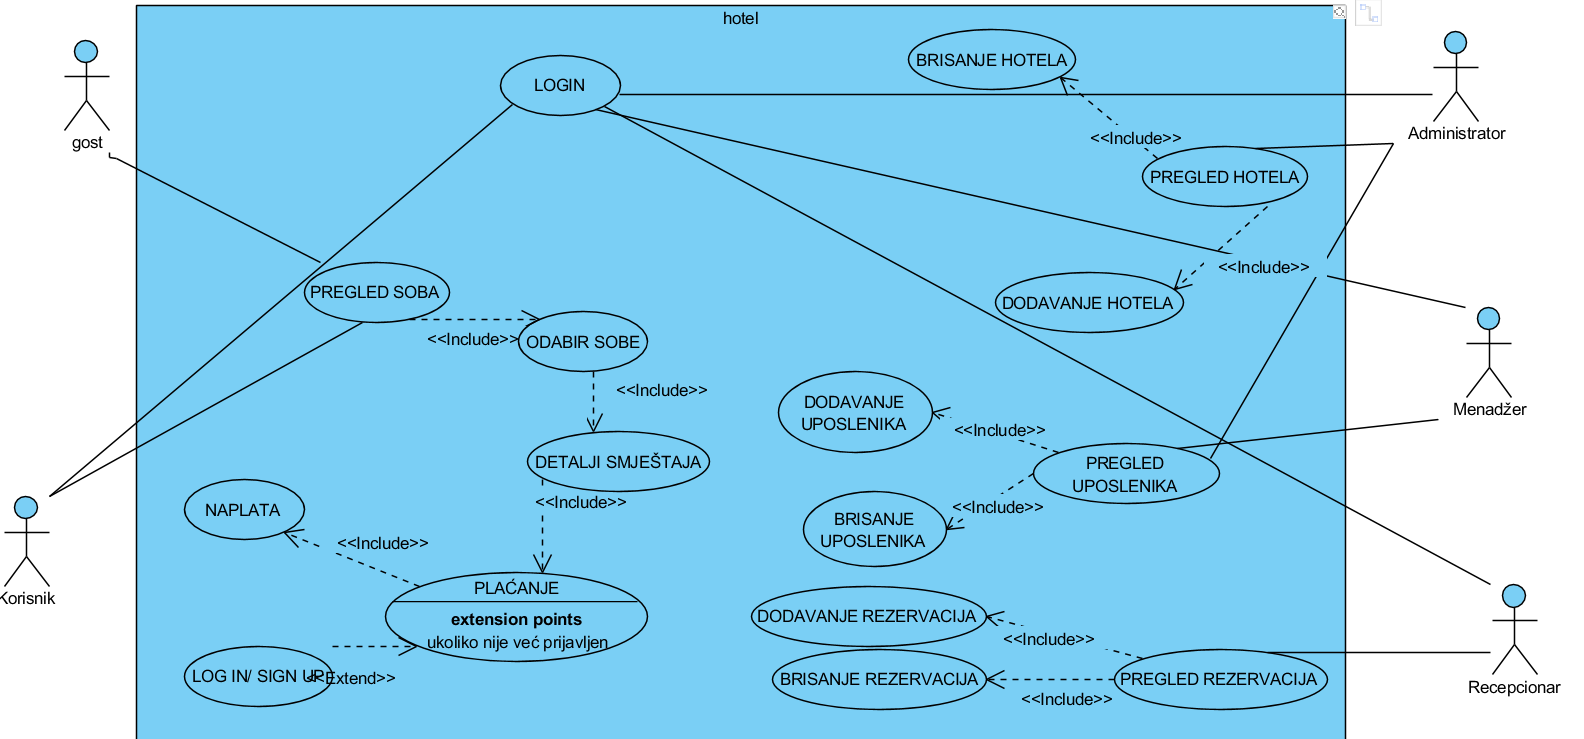 hotel
gost
LOGIN
BRISANJE HOTELA
Administrator
<<Include>>
PREGLED HOTELA
<<Include>>
DODAVANJE HOTELA
PREGLED SOBA
<<Include>>
ODABIR SOBE
<<Include>>
DETALJI SMJEŠTAJA
<<Include>>
Menadžer
DODAVANJE
UPOSLENIKA
<<Include>>
PREGLED
UPOSLENIKA
<<Include>>
BRISANJE
UPOSLENIKA
NAPLATA
<<Include>>
Korisnik
PLAĆANJE
extension points
ukoliko nije već prijavljen
LOG IN/ SIGN UP
<<Extend>>
DODAVANJE REZERVACIJA
<<Include>>
BRISANJE REZERVACIJA
PREGLED REZERVACIJA
<<Include>>
Recepcionar